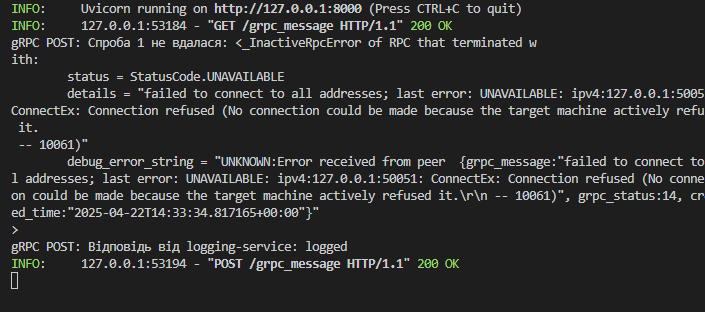 INFO:     Uvicorn running on http://127.0.0.1:8000 (Press CTRL+C to quit)
INFO:     127.0.0.1:53184 - "GET /grpc_message HTTP/1.1" 200 OK
gRPC POST: Спроба 1 не вдалася: <_InactiveRpcError of RPC that terminated w
ith:
        status = StatusCode.UNAVAILABLE
        details = "failed to connect to all addresses; last error: UNAVAILABLE: ipv4:127.0.0.1:5005
ConnectEx: Connection refused (No connection could be made because the target machine actively refu
 it.
 -- 10061)"
        debug_error_string = "UNKNOWN:Error received from peer  {grpc_message:"failed to connect to
l addresses; last error: UNAVAILABLE: ipv4:127.0.0.1:50051: ConnectEx: Connection refused (No conne
on could be made because the target machine actively refused it.\r\n -- 10061)", grpc_status:14, cr
ed_time:"2025-04-22T14:33:34.817165+00:00"}"
>
gRPC POST: Відповідь від logging-service: logged
INFO:     127.0.0.1:53194 - "POST /grpc_message HTTP/1.1" 200 OK